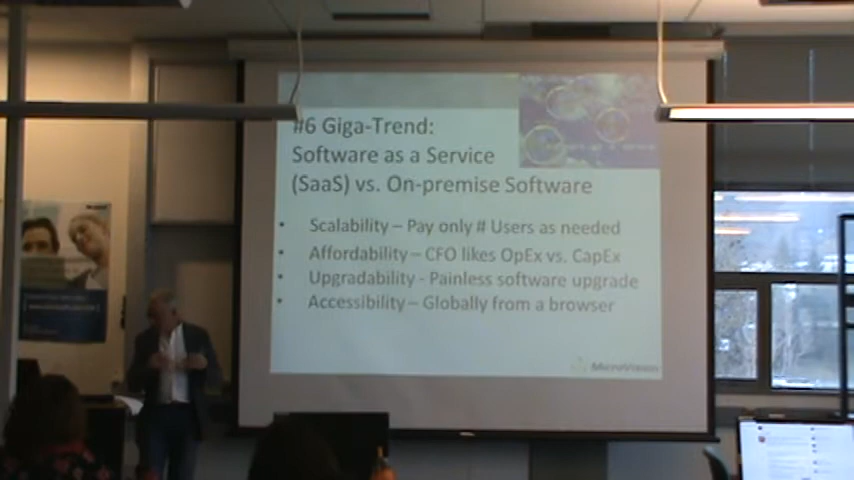 #6 Giga-Trend:
Software as a Service
(SaaS) vs. On-premise Software
• Scalability – Pay only # Users as needed
• Affordability – CFO likes OpEx vs. CapEx
• Upgradability - Painless software upgrade
• Accessibility – Globally from a browser
MicroVision